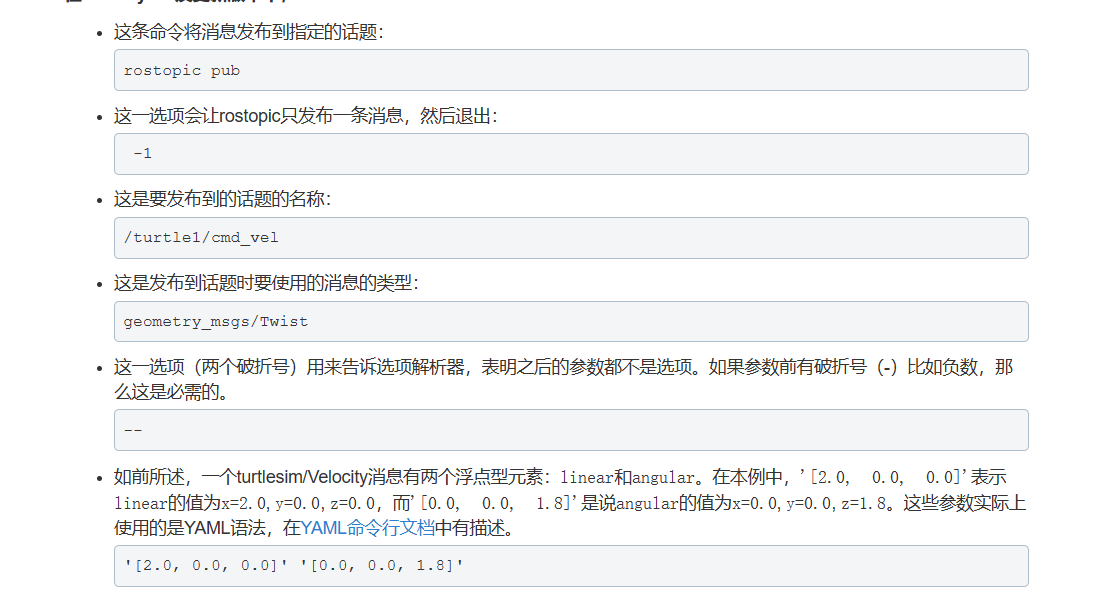 这条命令将消息发布到指定的话题：
rostopic pub
这一选项会让rostopic只发布一条消息，然后退出：
-1
这是要发布到的话题的名称：
/turtle1/cmd_vel
这是发布到话题时要使用的消息的类型：
geometry_msgs/Twist
这一选项（两个破折号）用来告诉选项解析器，表明之后的参数都不是选项。如果参数前有破折号（-）比如负数，那
么这是必需的。
--
如前所述，一个turtlesim/Velocity消息有两个浮点型元素：linear和angular。在本例中，'[2.0, 0.0, 0.0]'表示
linear的值为x=2.0,y=0.0,z=0.0，而'[0.0, 0.0, 1.8]'是说angular的值为x=0.0,y=0.0,z=1.8。这些参数实际上
使用的是YAML语法，在YAML命令行文档中有描述。
'[2.0, 0.0, 0.0]' '[0.0, 0.0, 1.8]'